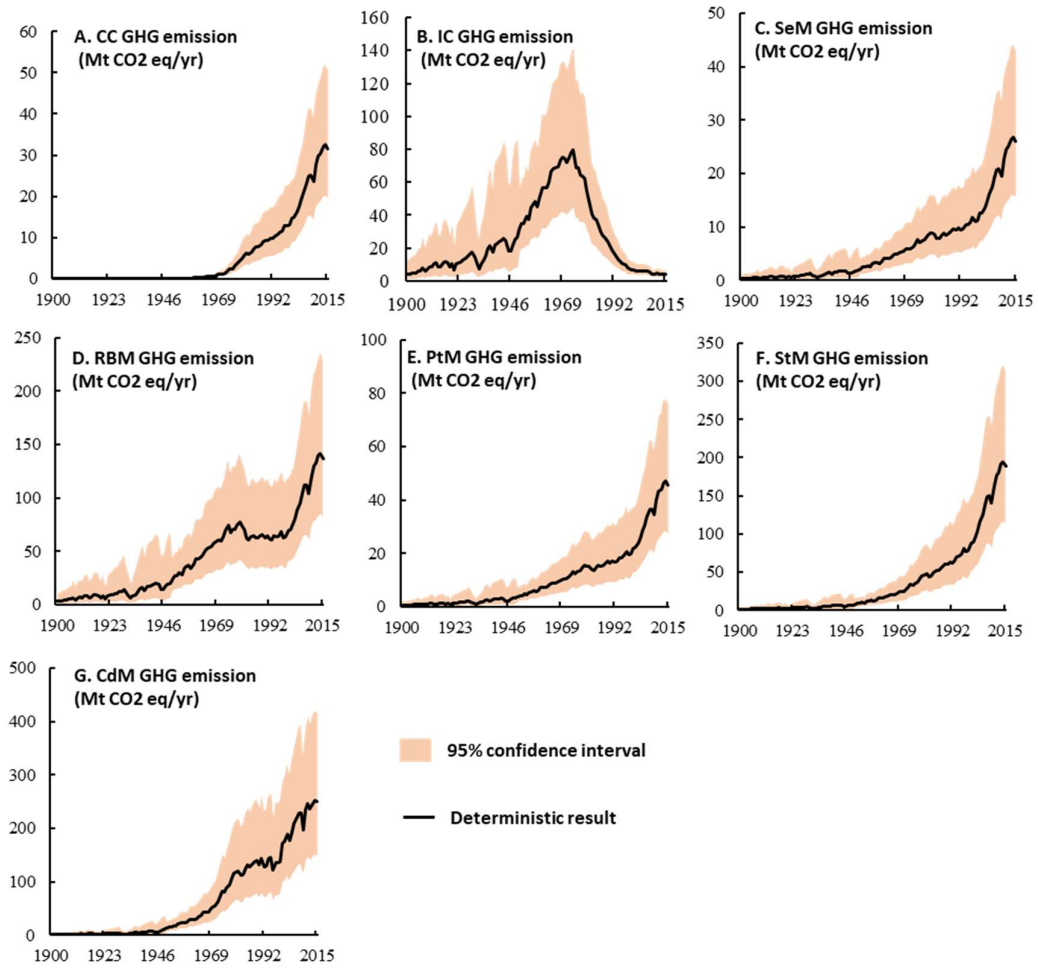 A. CC GHG emission
(Mt CO2 eq/yr)
60
50
40
30
20
10
0
1900 1923 1946 1969 1992 2015
B. IC GHG emission
(Mt CO2 eq/yr)
160
140
120
100
80
60
40
20
0
1900 1923 1946 1969 1992 2015
C. SeM GHG emission
(Mt CO2 eq/yr)
50
40
30
20
10
0
1900 1923 1946 1969 1992 2015
D. RBM GHG emission
(Mt CO2 eq/yr)
250
200
150
100
50
0
1900 1923 1946 1969 1992 2015
E. PtM GHG emission
(Mt CO2 eq/yr)
100
80
60
40
20
0
1900 1923 1946 1969 1992 2015
F. StM GHG emission
(Mt CO2 eq/yr)
350
300
250
200
150
100
50
0
1900 1923 1946 1969 1992 2015
G. CdM GHG emission
(Mt CO2 eq/yr)
500
400
300
200
100
0
1900 1923 1946 1969 1992 2015
95% confidence interval
Deterministic result